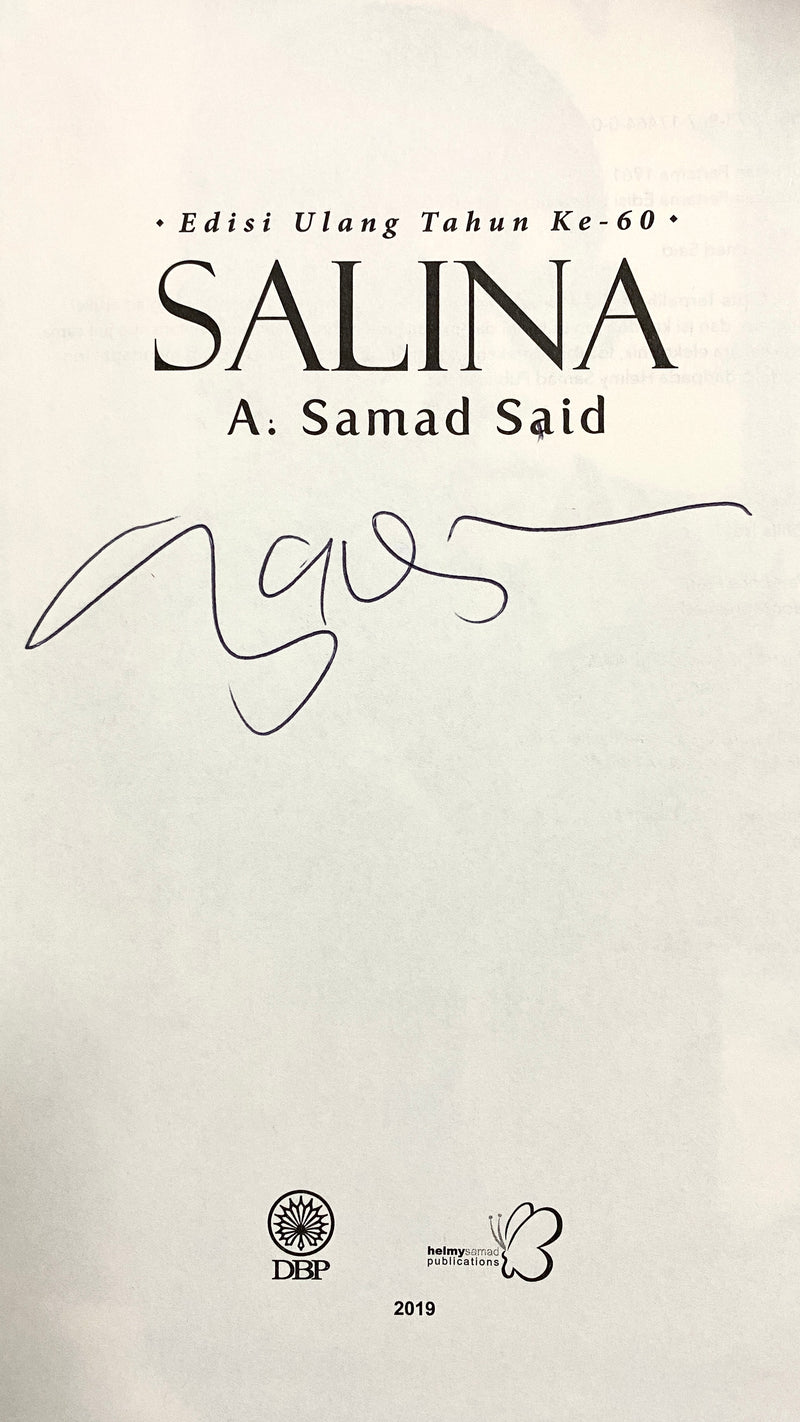 • Edisi Ulang Tahun Ke-60 •
SALINA
A. Samad Said
DBP
helmysamad
publications
2019